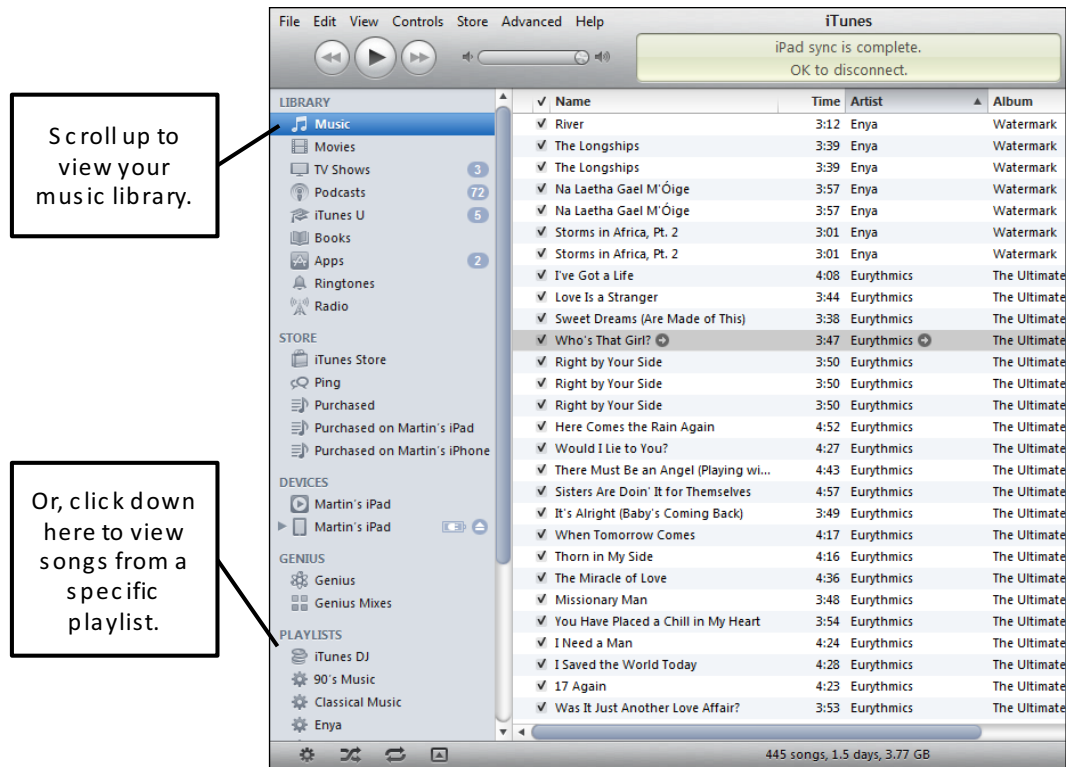 File Edit View Controls Store Advanced Help
iTunes
iPad sync is complete.
OK to disconnect.
Scroll up to
view your
music library.
Or, click down
here to view
songs from a
specific
playlist.
LIBRARY
Music
Movies
TV Shows 3
Podcasts 72
iTunes U 5
Books
Apps 2
Ringtones
Radio
STORE
iTunes Store
Ping
Purchased
Purchased on Martin's iPad
Purchased on Martin's iPhone
DEVICES
Martin's iPad
Martin's iPad
GENIUS
Genius
Genius Mixes
PLAYLISTS
iTunes DJ
90's Music
Classical Music
Enya
Name Time Artist Album
River 3:12 Enya Watermark
The Longships 3:39 Enya Watermark
The Longships 3:39 Enya Watermark
Na Laetha Gael M'Óige 3:57 Enya Watermark
Na Laetha Gael M'Óige 3:57 Enya Watermark
Storms in Africa, Pt. 2 3:01 Enya Watermark
Storms in Africa, Pt. 2 3:01 Enya Watermark
I've Got a Life 4:08 Eurythmics The Ultimate
Love Is a Stranger 3:44 Eurythmics The Ultimate
Sweet Dreams (Are Made of This) 3:38 Eurythmics The Ultimate
Who's That Girl? 3:47 Eurythmics The Ultimate
Right by Your Side 3:50 Eurythmics The Ultimate
Right by Your Side 3:50 Eurythmics The Ultimate
Right by Your Side 3:50 Eurythmics The Ultimate
Here Comes the Rain Again 4:52 Eurythmics The Ultimate
Would I Lie to You? 4:27 Eurythmics The Ultimate
There Must Be an Angel (Playing wi... 4:43 Eurythmics The Ultimate
Sisters Are Doin' It for Themselves 4:57 Eurythmics The Ultimate
It's Alright (Baby's Coming Back) 3:49 Eurythmics The Ultimate
When Tomorrow Comes 4:17 Eurythmics The Ultimate
Thorn in My Side 4:16 Eurythmics The Ultimate
The Miracle of Love 4:36 Eurythmics The Ultimate
Missionary Man 3:48 Eurythmics The Ultimate
You Have Placed a Chill in My Heart 3:54 Eurythmics The Ultimate
I Need a Man 4:24 Eurythmics The Ultimate
I Saved the World Today 4:28 Eurythmics The Ultimate
17 Again 4:23 Eurythmics The Ultimate
Was It Just Another Love Affair? 3:53 Eurythmics The Ultimate
445 songs, 1.5 days, 3.77 GB